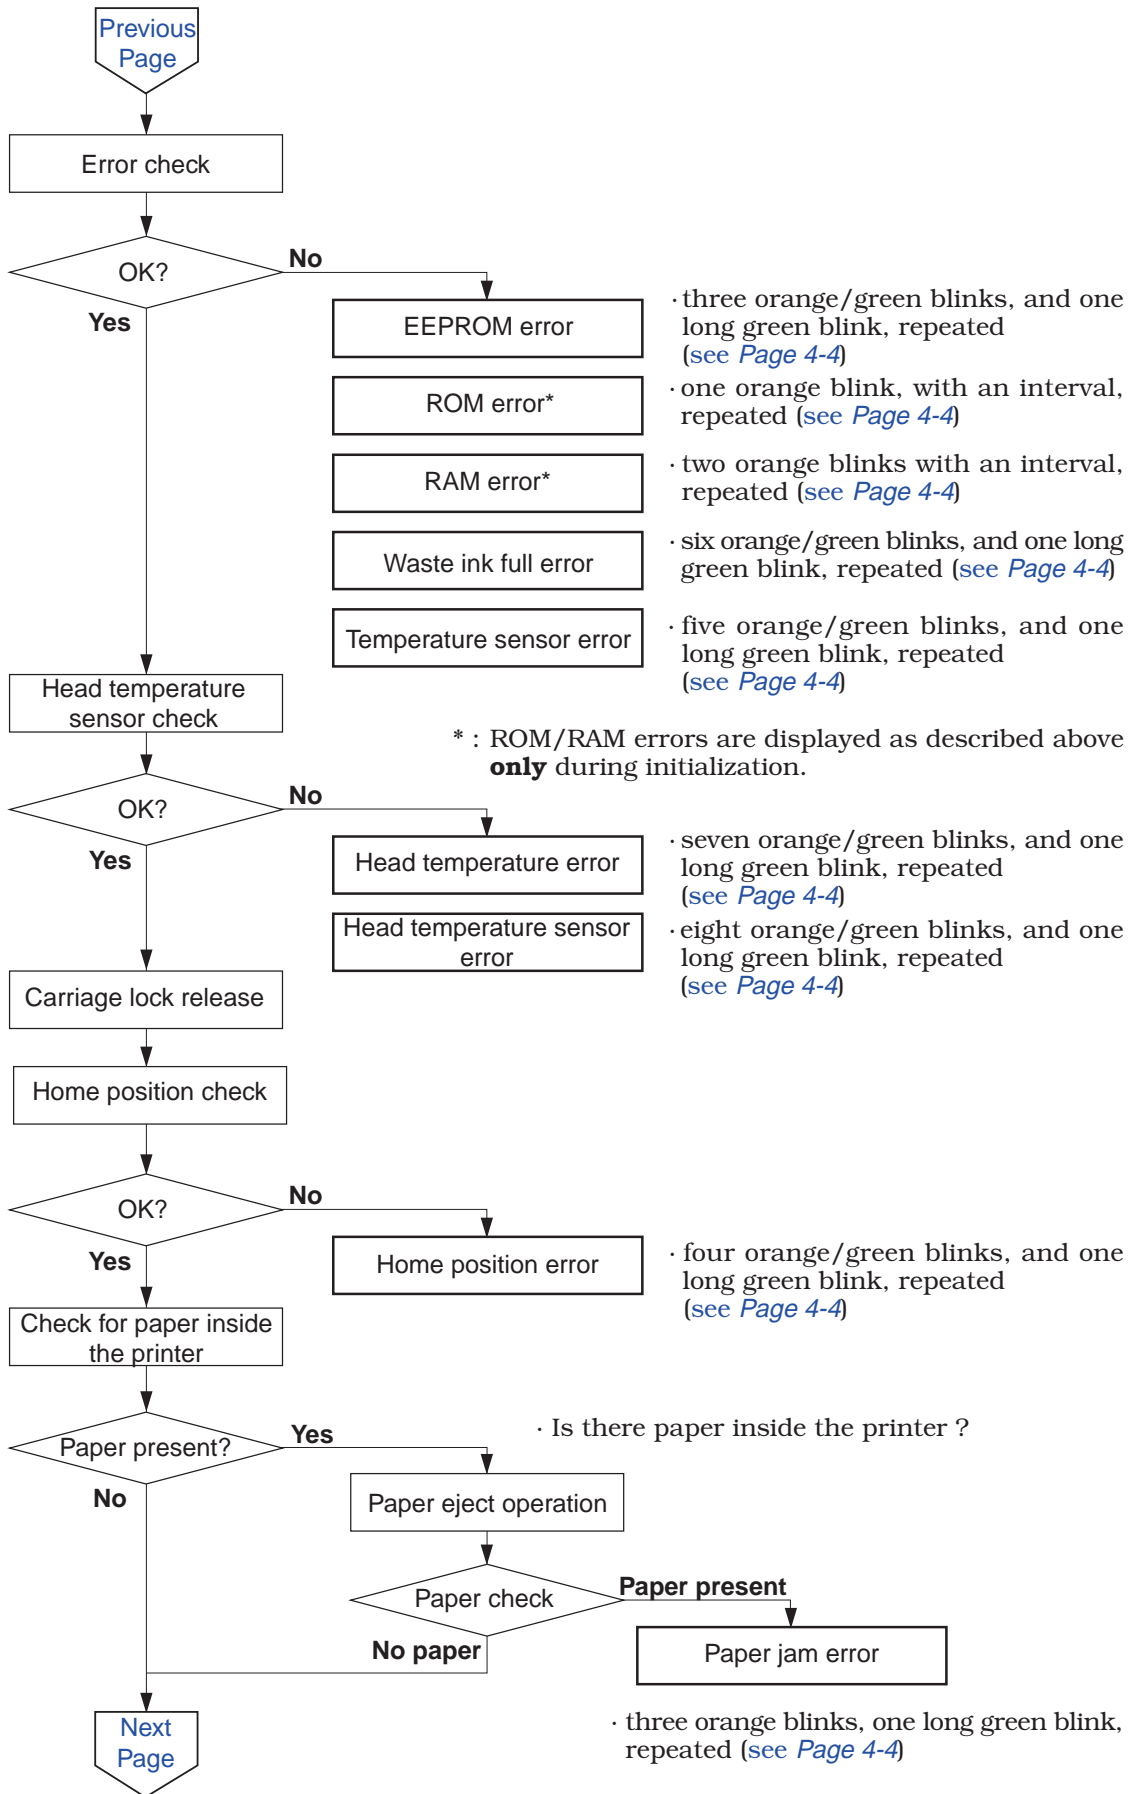 Previous
Page
Error check
OK?
No
Yes
EEPROM error
· three orange/green blinks, and one
long green blink, repeated
(see Page 4-4)
ROM error*
· one orange blink, with an interval,
repeated (see Page 4-4)
RAM error*
· two orange blinks with an interval,
repeated (see Page 4-4)
Waste ink full error
· six orange/green blinks, and one long
green blink, repeated (see Page 4-4)
Temperature sensor error
· five orange/green blinks, and one
long green blink, repeated
(see Page 4-4)
Head temperature
sensor check
* : ROM/RAM errors are displayed as described above
only during initialization.
OK?
No
Yes
Head temperature error
· seven orange/green blinks, and one
long green blink, repeated
(see Page 4-4)
Head temperature sensor
error
· eight orange/green blinks, and one
long green blink, repeated
(see Page 4-4)
Carriage lock release
Home position check
OK?
No
Yes
Home position error
· four orange/green blinks, and one
long green blink, repeated
(see Page 4-4)
Check for paper inside
the printer
Paper present?
Yes
· Is there paper inside the printer ?
No
Paper eject operation
Paper check
Paper present
No paper
Paper jam error
· three orange blinks, one long green blink,
repeated (see Page 4-4)
Next
Page